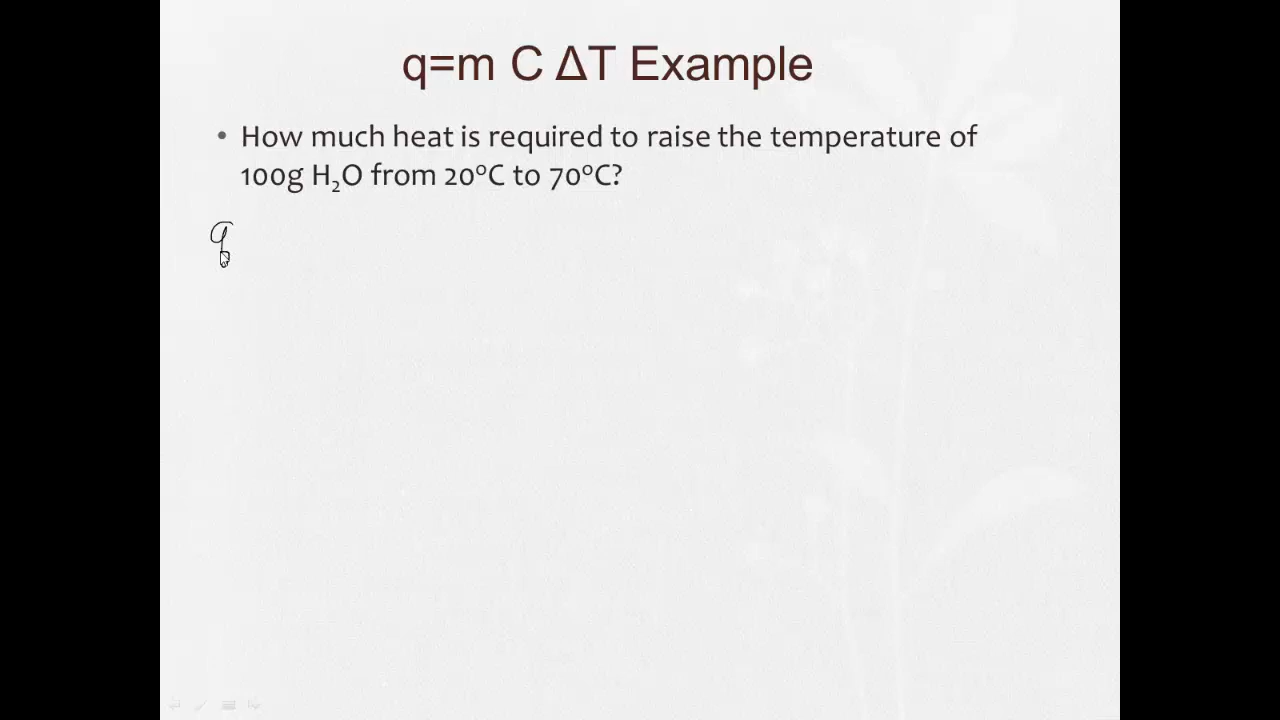 q=m C ΔT Example
• How much heat is required to raise the temperature of
100g H₂O from 20°C to 70°C?
q